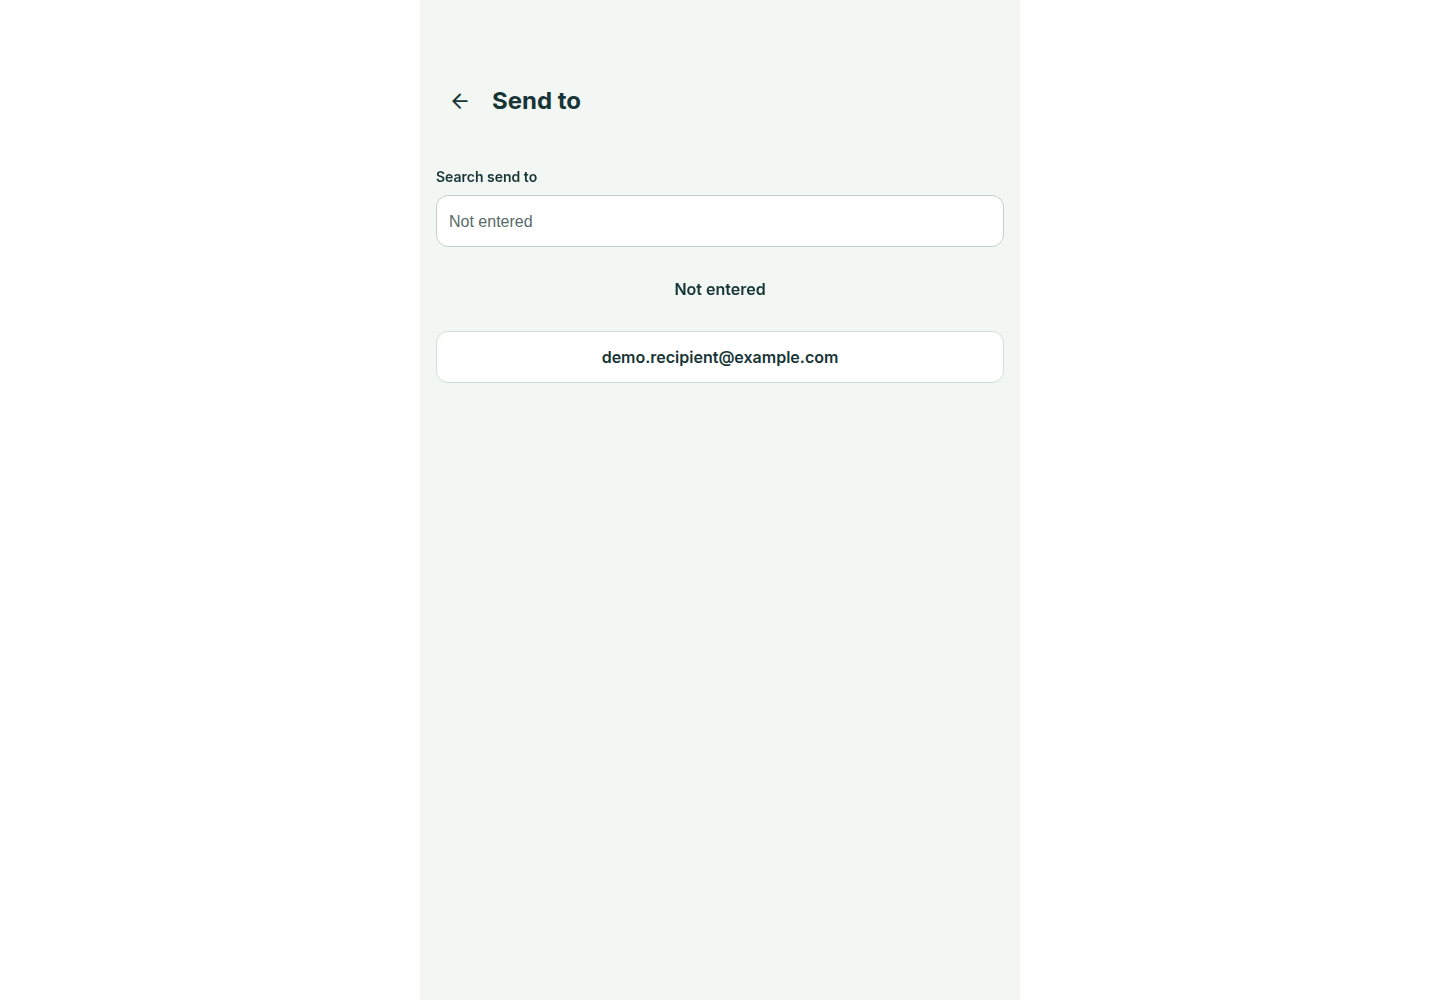 Send to
Search send to
Not entered
Not entered
demo.recipient@example.com